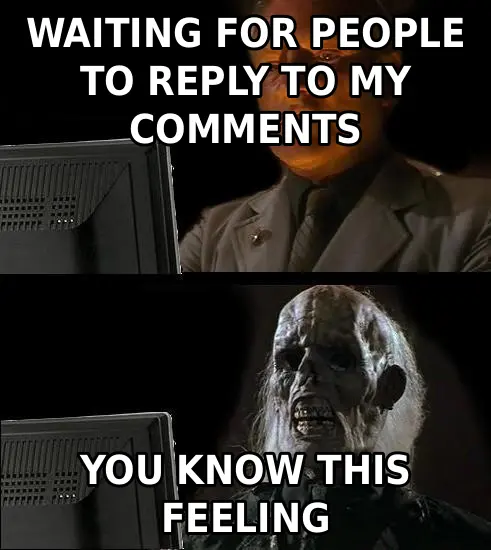 WAITING FOR PEOPLE
TO REPLY TO MY
COMMENTS
YOU KNOW THIS
FEELING